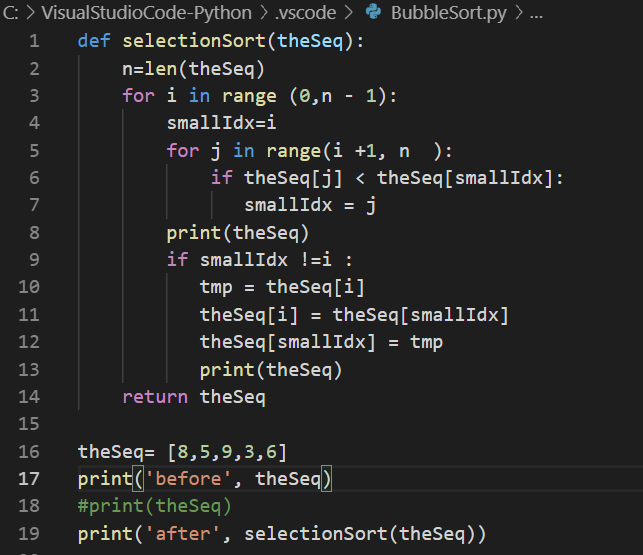 C: > VisualStudioCode-Python > .vscode > BubbleSort.py > ...
1 def selectionSort(theSeq):
2     n=len(theSeq)
3     for i in range (0,n - 1):
4         smallIdx=i
5         for j in range(i +1, n  ):
6             if theSeq[j] < theSeq[smallIdx]:
7                smallIdx = j
8         print(theSeq)
9         if smallIdx !=i :
10            tmp = theSeq[i]
11            theSeq[i] = theSeq[smallIdx]
12            theSeq[smallIdx] = tmp
13            print(theSeq)
14     return theSeq
15
16 theSeq= [8,5,9,3,6]
17 print('before', theSeq)
18 #print(theSeq)
19 print('after', selectionSort(theSeq))